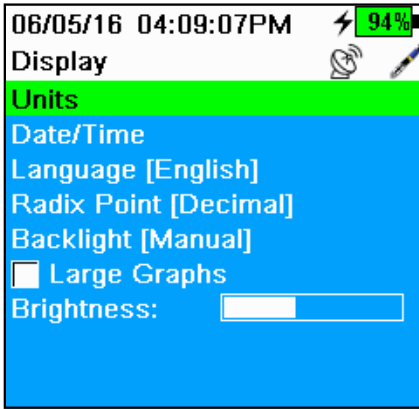 06/05/16 04:09:07PM 94%
Display
Units
Date/Time
Language [English]
Radix Point [Decimal]
Backlight [Manual]
Large Graphs
Brightness: